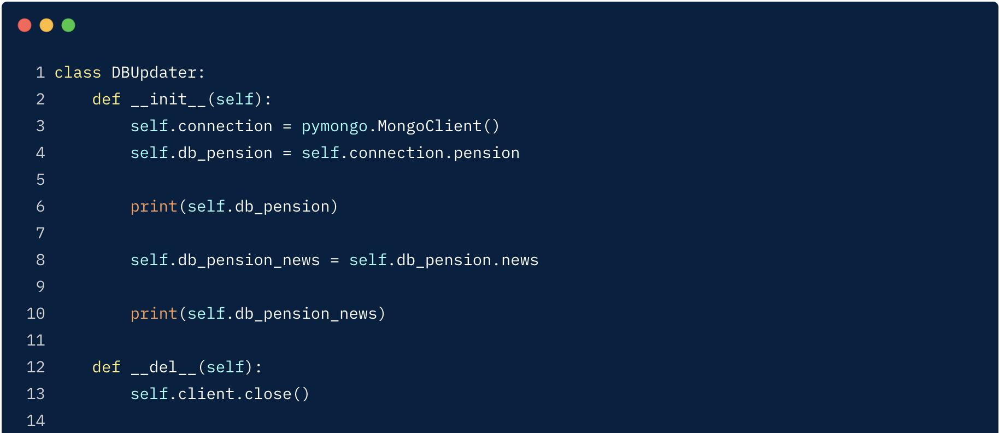 1 class DBUpdater:
2     def __init__(self):
3         self.connection = pymongo.MongoClient()
4         self.db_pension = self.connection.pension
5
6         print(self.db_pension)
7
8         self.db_pension_news = self.db_pension.news
9
10         print(self.db_pension_news)
11
12     def __del__(self):
13         self.client.close()
14